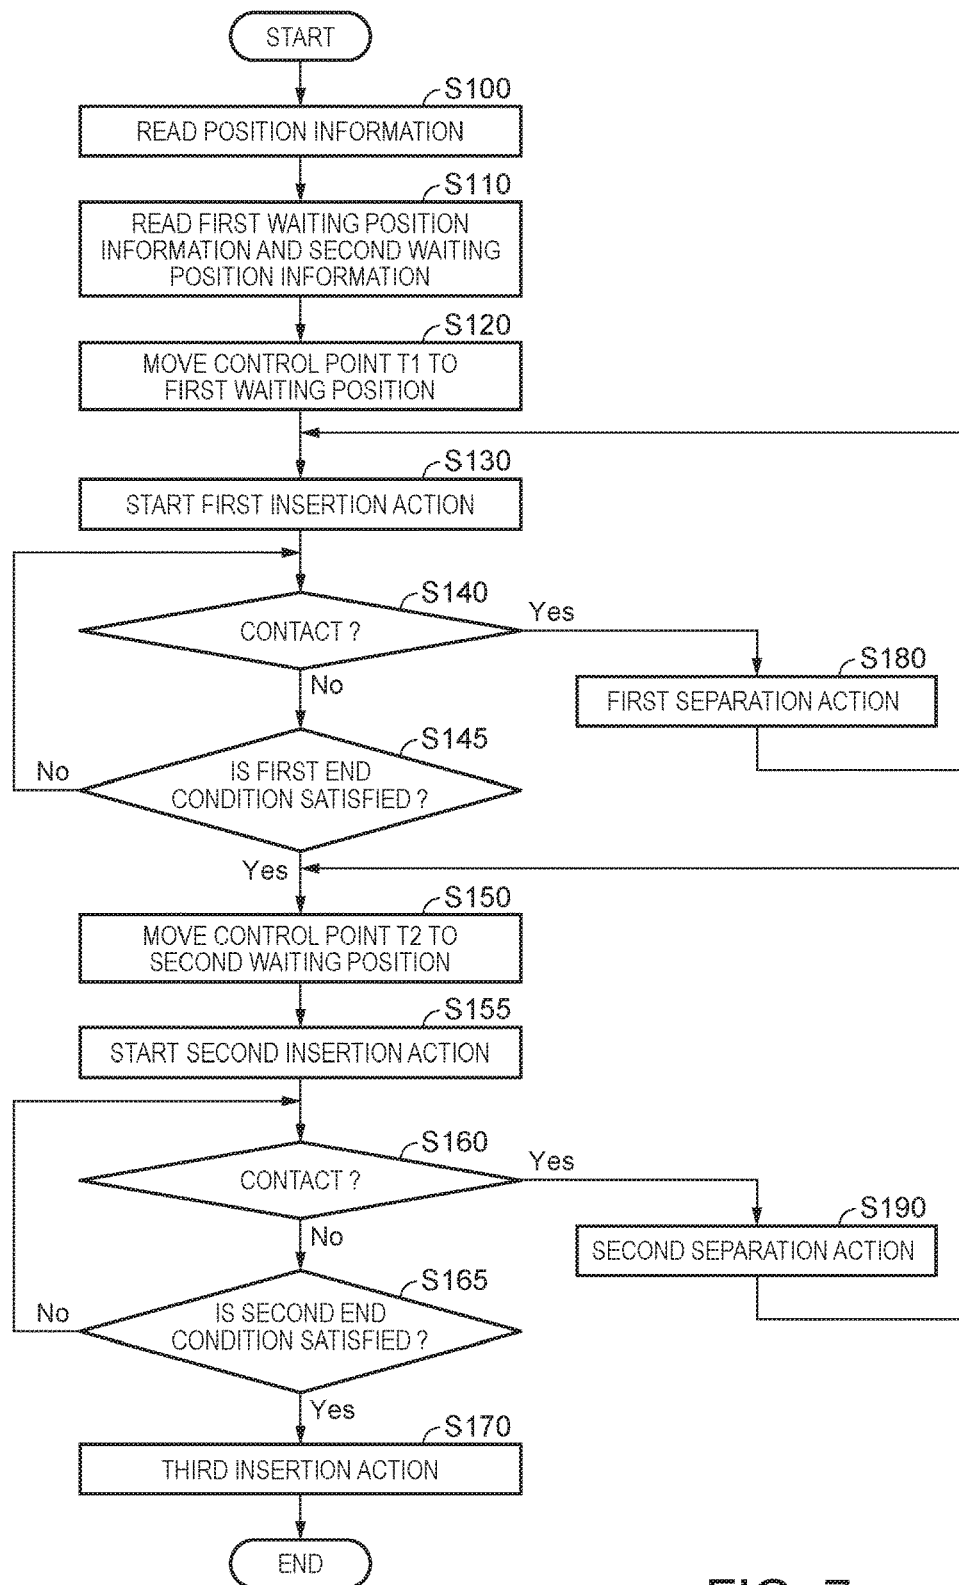 START
S100
READ POSITION INFORMATION
S110
READ FIRST WAITING POSITION
INFORMATION AND SECOND WAITING
POSITION INFORMATION
S120
MOVE CONTROL POINT T1 TO
FIRST WAITING POSITION
S130
START FIRST INSERTION ACTION
S140
CONTACT ?
Yes
No
S180
FIRST SEPARATION ACTION
S145
IS FIRST END
CONDITION SATISFIED ?
No
Yes
S150
MOVE CONTROL POINT T2 TO
SECOND WAITING POSITION
S155
START SECOND INSERTION ACTION
S160
CONTACT ?
Yes
No
S190
SECOND SEPARATION ACTION
S165
IS SECOND END
CONDITION SATISFIED ?
No
Yes
S170
THIRD INSERTION ACTION
END